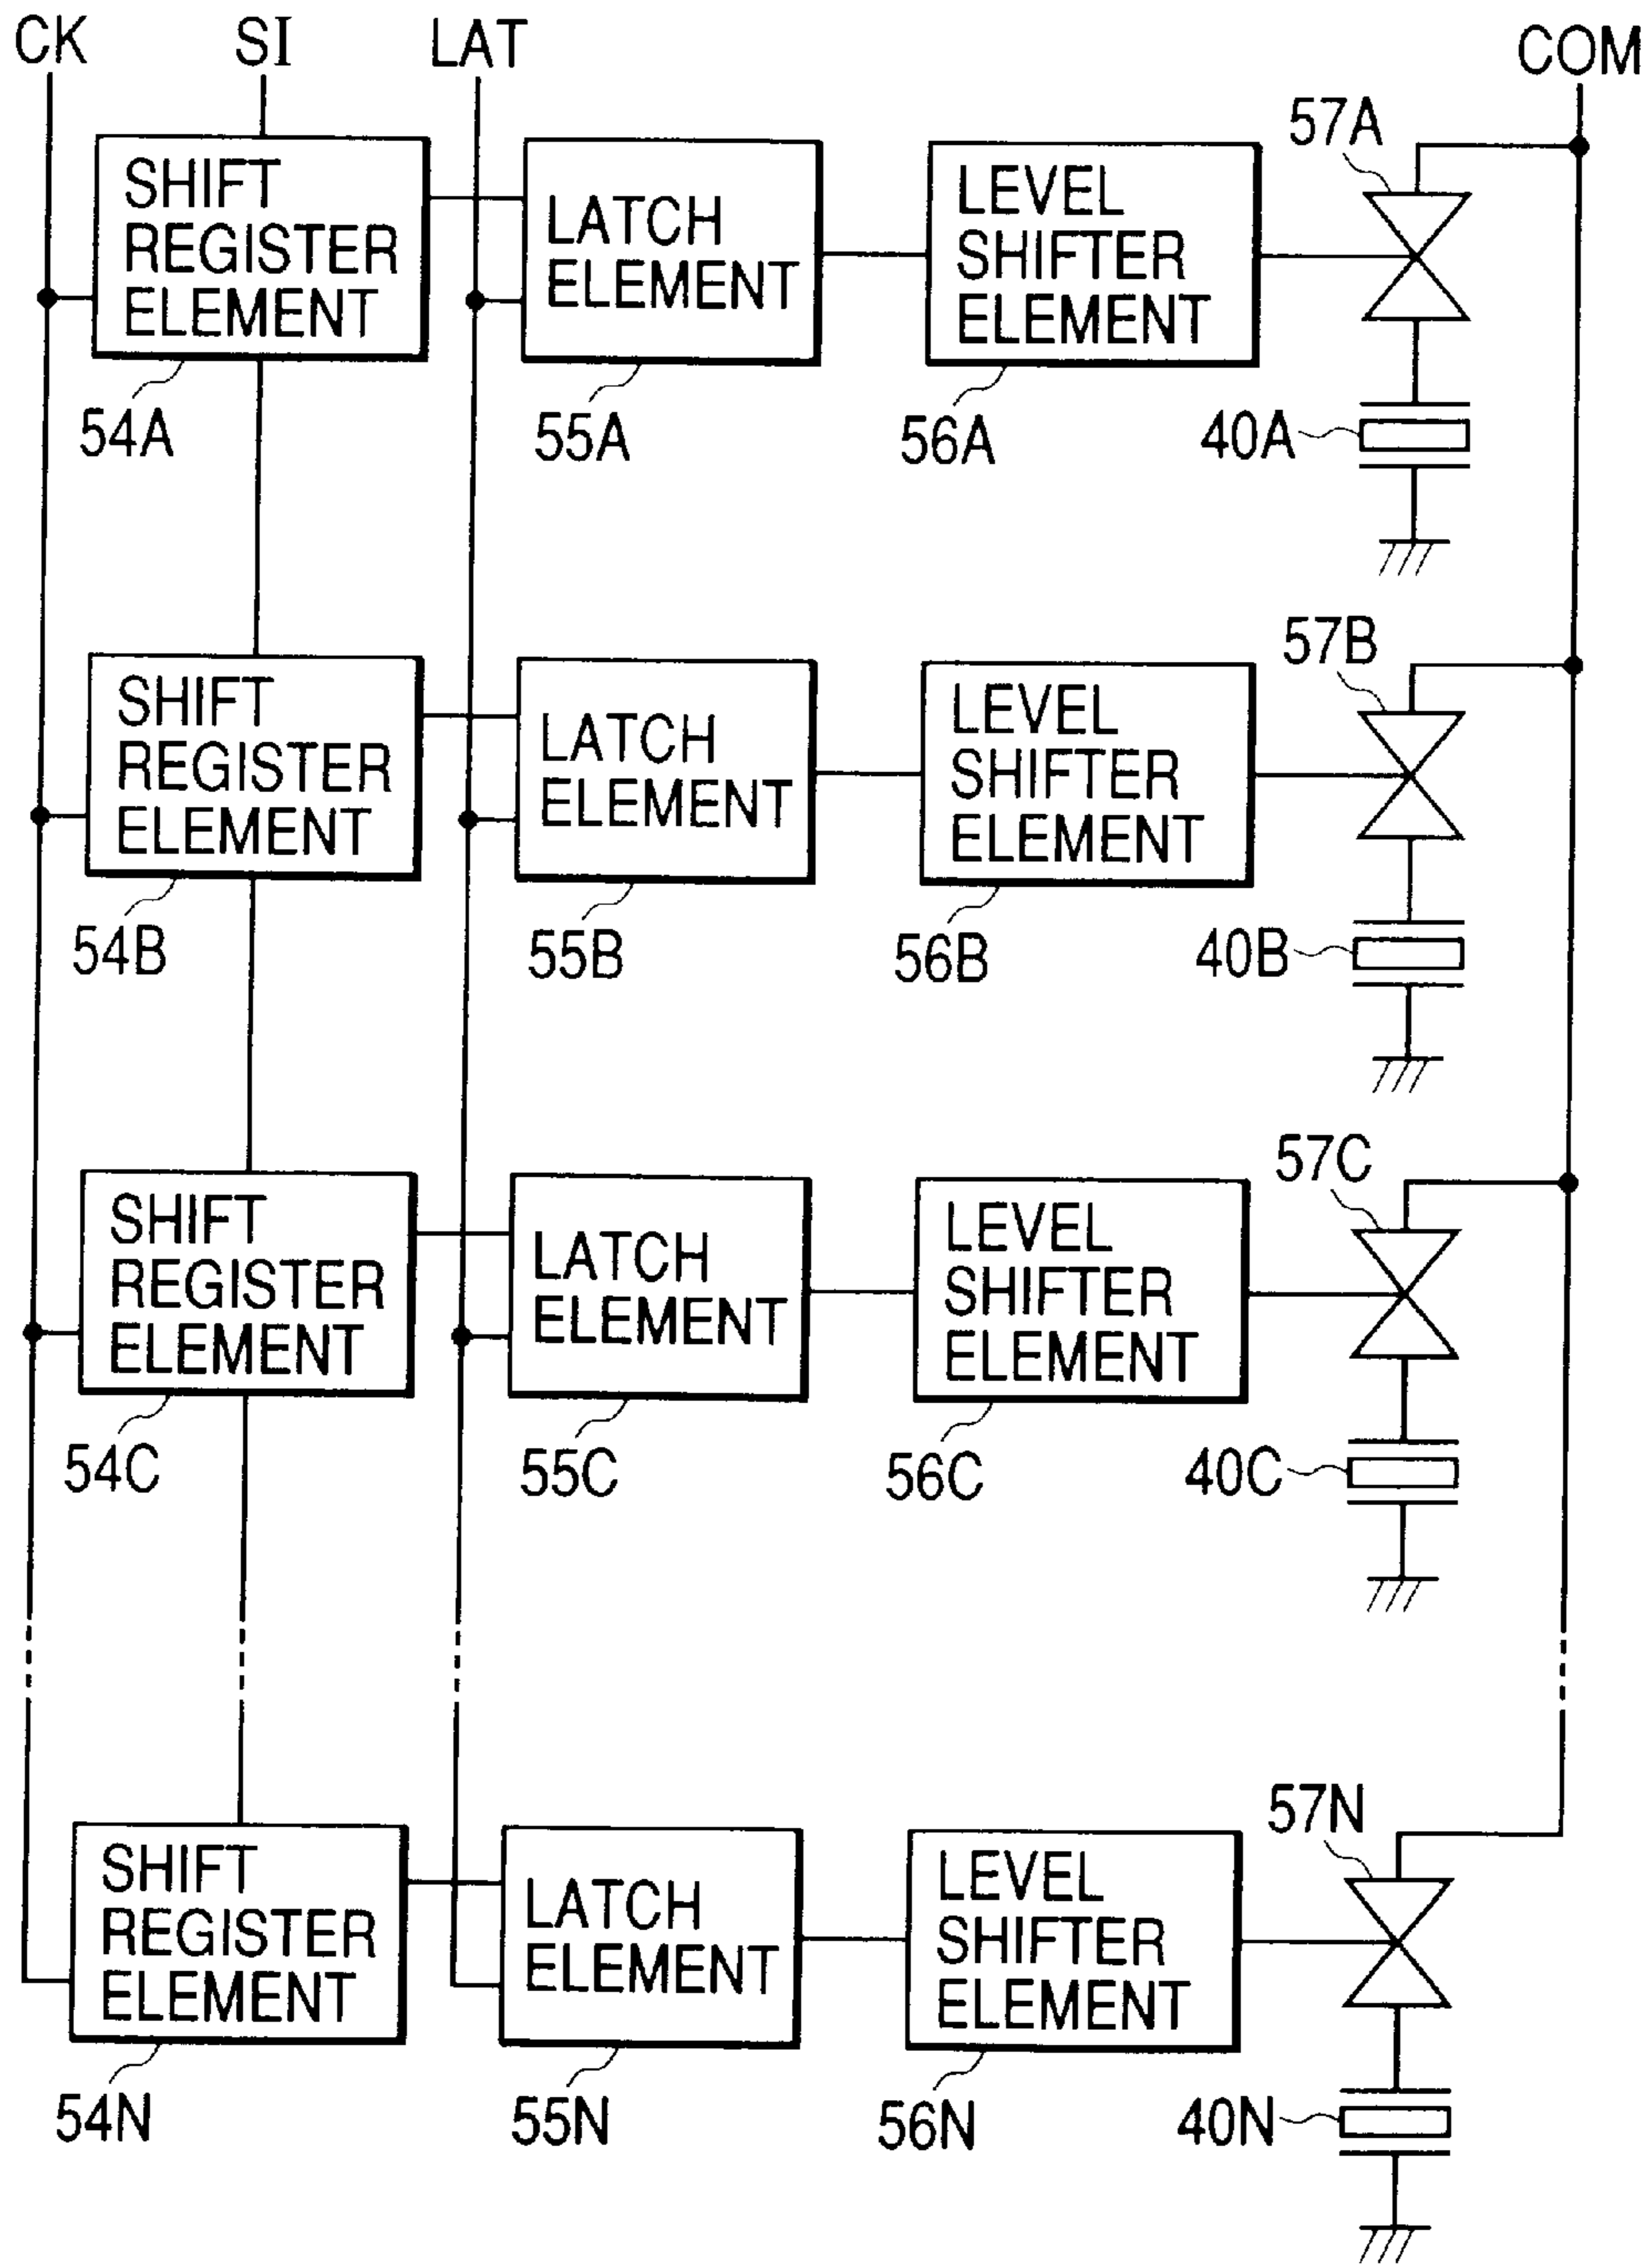 CK
SI
LAT
COM
57A
SHIFT
REGISTER
ELEMENT
LATCH
ELEMENT
LEVEL
SHIFTER
ELEMENT
54A
55A
56A
40A
57B
SHIFT
REGISTER
ELEMENT
LATCH
ELEMENT
LEVEL
SHIFTER
ELEMENT
54B
55B
56B
40B
57C
SHIFT
REGISTER
ELEMENT
LATCH
ELEMENT
LEVEL
SHIFTER
ELEMENT
54C
55C
56C
40C
57N
SHIFT
REGISTER
ELEMENT
LATCH
ELEMENT
LEVEL
SHIFTER
ELEMENT
54N
55N
56N
40N